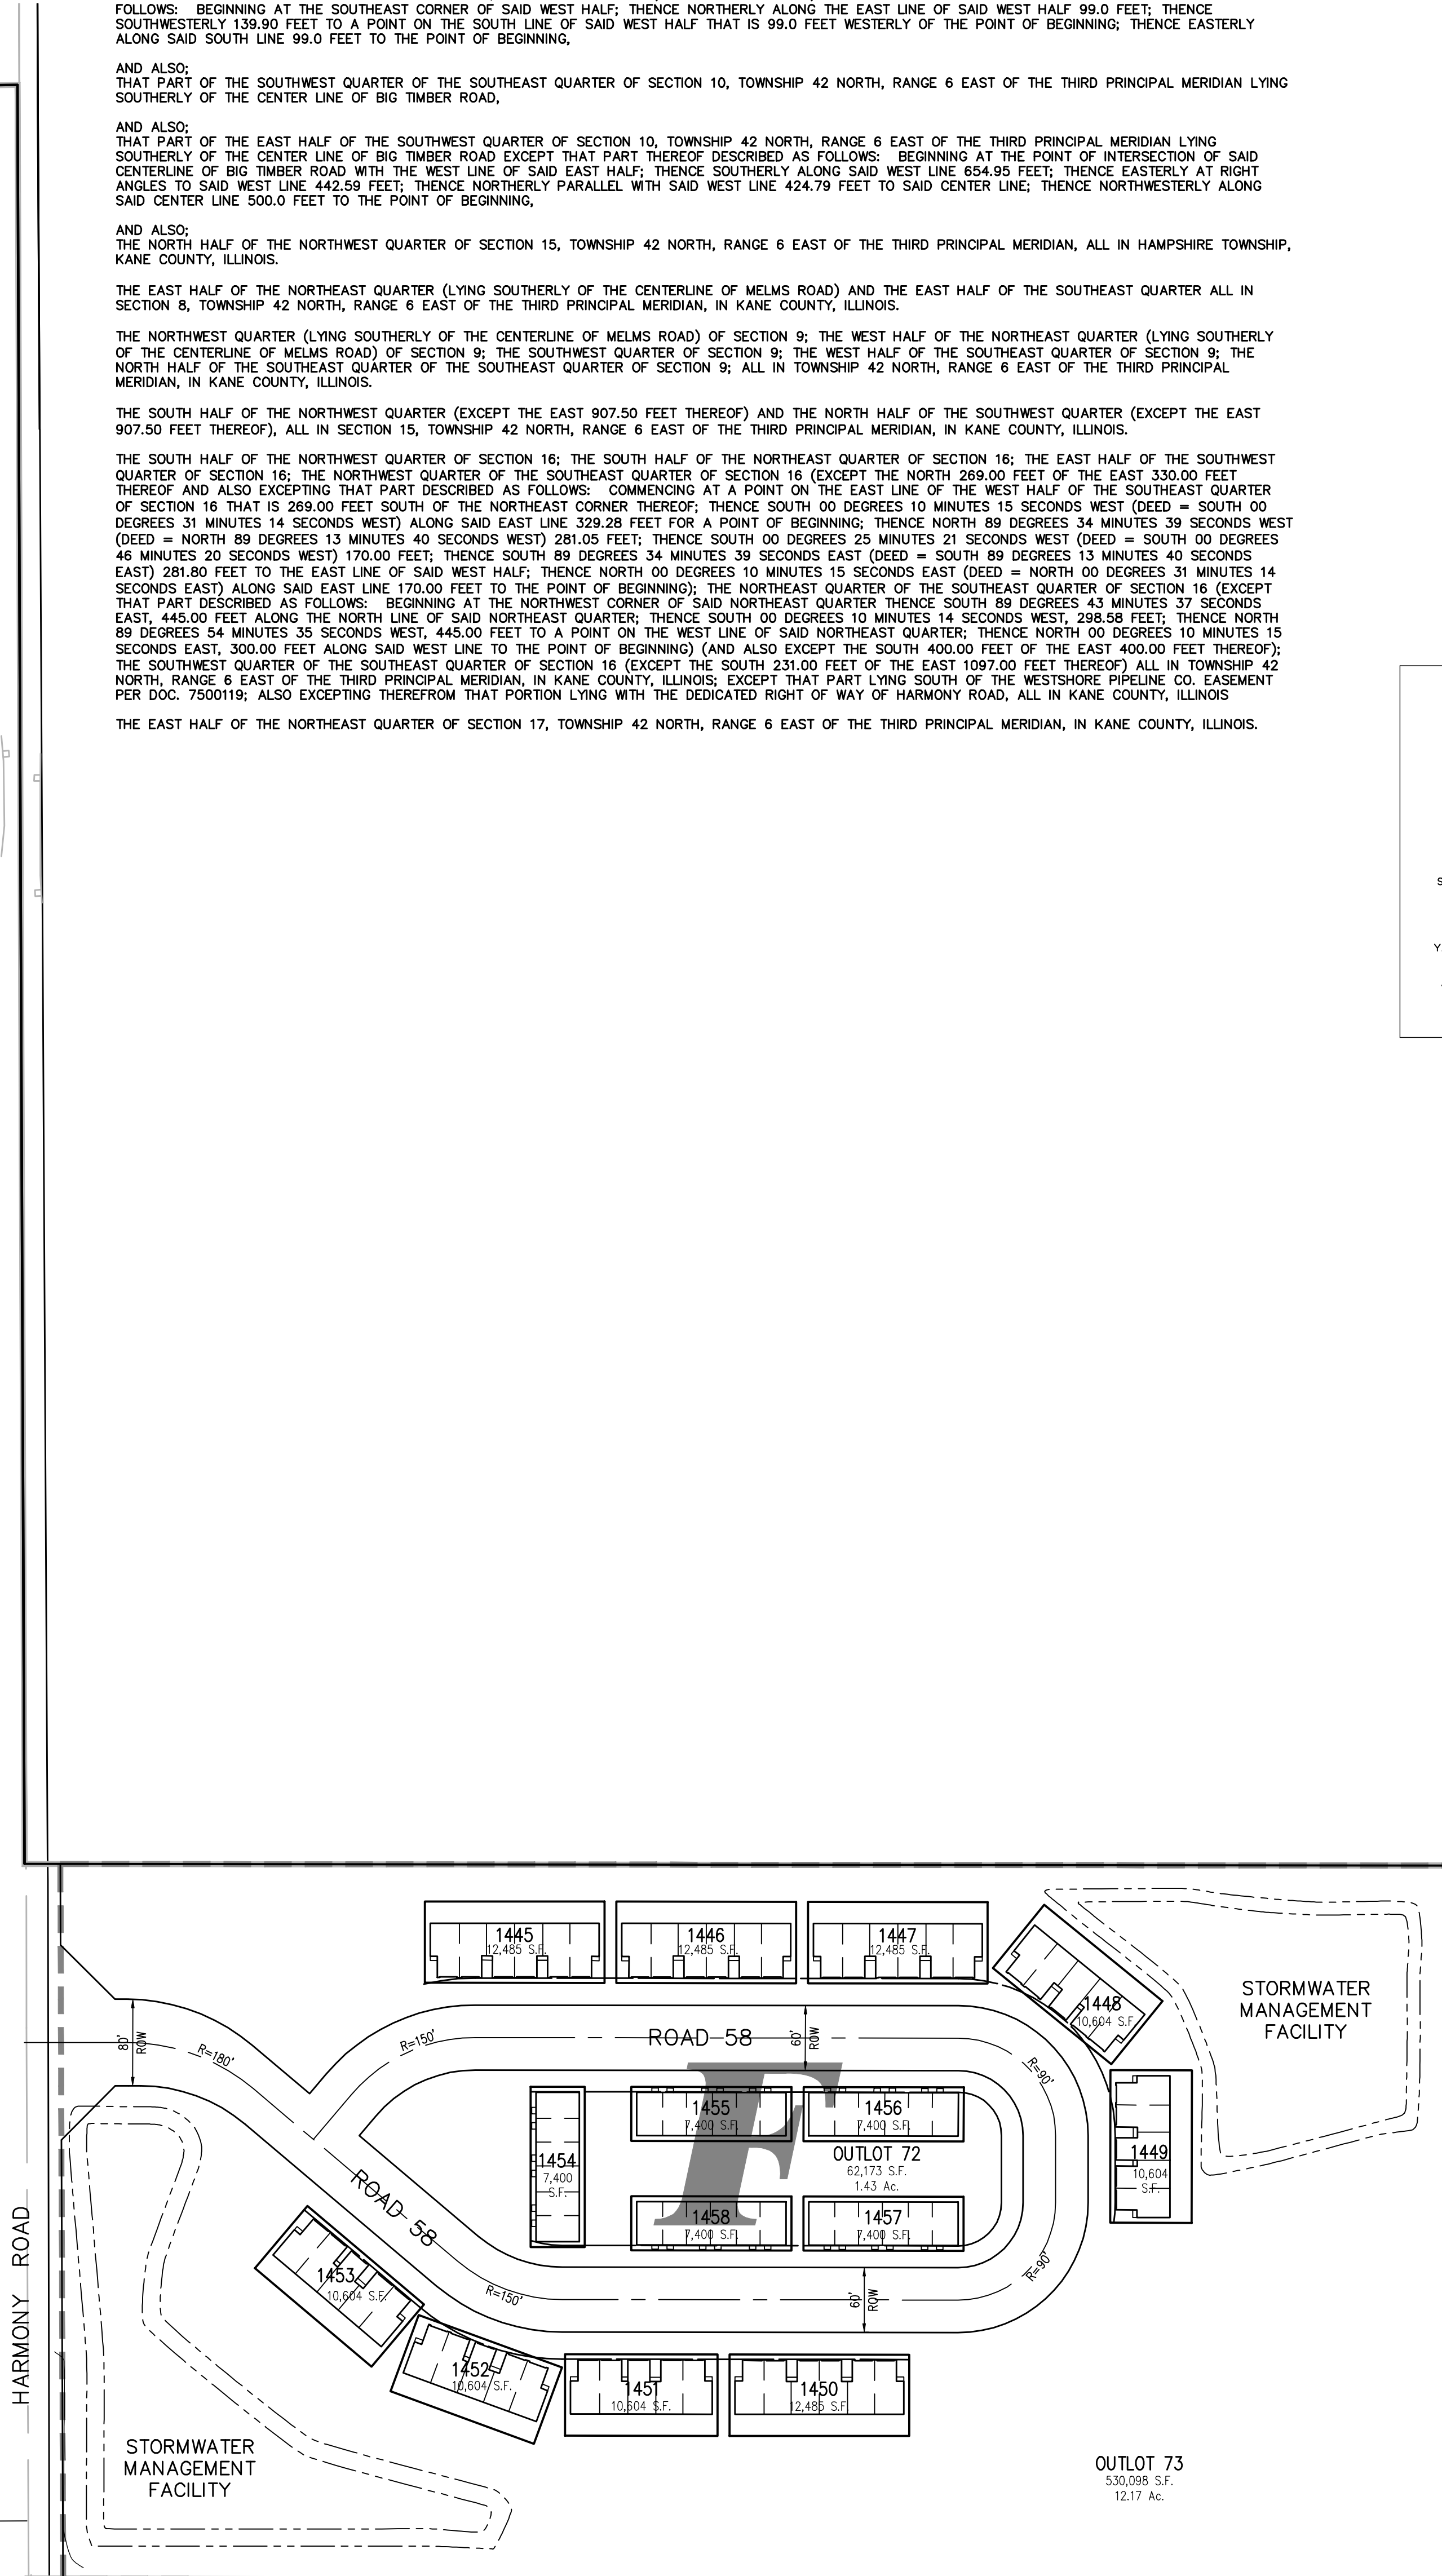 FOLLOWS: BEGINNING AT THE SOUTHEAST CORNER OF SAID WEST HALF; THENCE NORTHERLY ALONG THE EAST LINE OF SAID WEST HALF 99.0 FEET; THENCE
SOUTHWESTERLY 139.90 FEET TO A POINT ON THE SOUTH LINE OF SAID WEST HALF THAT IS 99.0 FEET WESTERLY OF THE POINT OF BEGINNING; THENCE EASTERLY
ALONG SAID SOUTH LINE 99.0 FEET TO THE POINT OF BEGINNING,
AND ALSO;
THAT PART OF THE SOUTHWEST QUARTER OF THE SOUTHEAST QUARTER OF SECTION 10, TOWNSHIP 42 NORTH, RANGE 6 EAST OF THE THIRD PRINCIPAL MERIDIAN LYING
SOUTHERLY OF THE CENTER LINE OF BIG TIMBER ROAD,
AND ALSO;
THAT PART OF THE EAST HALF OF THE SOUTHWEST QUARTER OF SECTION 10, TOWNSHIP 42 NORTH, RANGE 6 EAST OF THE THIRD PRINCIPAL MERIDIAN LYING
SOUTHERLY OF THE CENTER LINE OF BIG TIMBER ROAD EXCEPT THAT PART THEREOF DESCRIBED AS FOLLOWS: BEGINNING AT THE POINT OF INTERSECTION OF SAID
CENTERLINE OF BIG TIMBER ROAD WITH THE WEST LINE OF SAID EAST HALF; THENCE SOUTHERLY ALONG SAID WEST LINE 654.95 FEET; THENCE EASTERLY AT RIGHT
ANGLES TO SAID WEST LINE 442.59 FEET; THENCE NORTHERLY PARALLEL WITH SAID WEST LINE 424.79 FEET TO SAID CENTER LINE; THENCE NORTHWESTERLY ALONG
SAID CENTER LINE 500.0 FEET TO THE POINT OF BEGINNING,
AND ALSO;
THE NORTH HALF OF THE NORTHWEST QUARTER OF SECTION 15, TOWNSHIP 42 NORTH, RANGE 6 EAST OF THE THIRD PRINCIPAL MERIDIAN, ALL IN HAMPSHIRE TOWNSHIP,
KANE COUNTY, ILLINOIS.
THE EAST HALF OF THE NORTHEAST QUARTER (LYING SOUTHERLY OF THE CENTERLINE OF MELMS ROAD) AND THE EAST HALF OF THE SOUTHEAST QUARTER ALL IN
SECTION 8, TOWNSHIP 42 NORTH, RANGE 6 EAST OF THE THIRD PRINCIPAL MERIDIAN, IN KANE COUNTY, ILLINOIS.
THE NORTHWEST QUARTER (LYING SOUTHERLY OF THE CENTERLINE OF MELMS ROAD) OF SECTION 9; THE WEST HALF OF THE NORTHEAST QUARTER (LYING SOUTHERLY
OF THE CENTERLINE OF MELMS ROAD) OF SECTION 9; THE SOUTHWEST QUARTER OF SECTION 9; THE WEST HALF OF THE SOUTHEAST QUARTER OF SECTION 9; THE
NORTH HALF OF THE SOUTHEAST QUARTER OF THE SOUTHEAST QUARTER OF SECTION 9; ALL IN TOWNSHIP 42 NORTH, RANGE 6 EAST OF THE THIRD PRINCIPAL
MERIDIAN, IN KANE COUNTY, ILLINOIS.
THE SOUTH HALF OF THE NORTHWEST QUARTER (EXCEPT THE EAST 907.50 FEET THEREOF) AND THE NORTH HALF OF THE SOUTHWEST QUARTER (EXCEPT THE EAST
907.50 FEET THEREOF), ALL IN SECTION 15, TOWNSHIP 42 NORTH, RANGE 6 EAST OF THE THIRD PRINCIPAL MERIDIAN, IN KANE COUNTY, ILLINOIS.
THE SOUTH HALF OF THE NORTHWEST QUARTER OF SECTION 16; THE SOUTH HALF OF THE NORTHEAST QUARTER OF SECTION 16; THE EAST HALF OF THE SOUTHWEST
QUARTER OF SECTION 16; THE NORTHWEST QUARTER OF THE SOUTHEAST QUARTER OF SECTION 16 (EXCEPT THE NORTH 269.00 FEET OF THE EAST 330.00 FEET
THEREOF AND ALSO EXCEPTING THAT PART DESCRIBED AS FOLLOWS: COMMENCING AT A POINT ON THE EAST LINE OF THE WEST HALF OF THE SOUTHEAST QUARTER
OF SECTION 16 THAT IS 269.00 FEET SOUTH OF THE NORTHEAST CORNER THEREOF; THENCE SOUTH 00 DEGREES 10 MINUTES 15 SECONDS WEST (DEED = SOUTH 00
DEGREES 31 MINUTES 14 SECONDS WEST) ALONG SAID EAST LINE 329.28 FEET FOR A POINT OF BEGINNING; THENCE NORTH 89 DEGREES 34 MINUTES 39 SECONDS WEST
(DEED = NORTH 89 DEGREES 13 MINUTES 40 SECONDS WEST) 281.05 FEET; THENCE SOUTH 00 DEGREES 25 MINUTES 21 SECONDS WEST (DEED = SOUTH 00 DEGREES
46 MINUTES 20 SECONDS WEST) 170.00 FEET; THENCE SOUTH 89 DEGREES 34 MINUTES 39 SECONDS EAST (DEED = SOUTH 89 DEGREES 13 MINUTES 40 SECONDS
EAST) 281.80 FEET TO THE EAST LINE OF SAID WEST HALF; THENCE NORTH 00 DEGREES 10 MINUTES 15 SECONDS EAST (DEED = NORTH 00 DEGREES 31 MINUTES 14
SECONDS EAST) ALONG SAID EAST LINE 170.00 FEET TO THE POINT OF BEGINNING); THE NORTHEAST QUARTER OF THE SOUTHEAST QUARTER OF SECTION 16 (EXCEPT
THAT PART DESCRIBED AS FOLLOWS: BEGINNING AT THE NORTHWEST CORNER OF SAID NORTHEAST QUARTER THENCE SOUTH 89 DEGREES 43 MINUTES 37 SECONDS
EAST, 445.00 FEET ALONG THE NORTH LINE OF SAID NORTHEAST QUARTER; THENCE SOUTH 00 DEGREES 10 MINUTES 14 SECONDS WEST, 298.58 FEET; THENCE NORTH
89 DEGREES 54 MINUTES 35 SECONDS WEST, 445.00 FEET TO A POINT ON THE WEST LINE OF SAID NORTHEAST QUARTER; THENCE NORTH 00 DEGREES 10 MINUTES 15
SECONDS EAST, 300.00 FEET ALONG SAID WEST LINE TO THE POINT OF BEGINNING) (AND ALSO EXCEPT THE SOUTH 400.00 FEET OF THE EAST 400.00 FEET THEREOF);
THE SOUTHWEST QUARTER OF THE SOUTHEAST QUARTER OF SECTION 16 (EXCEPT THE SOUTH 231.00 FEET OF THE EAST 1097.00 FEET THEREOF) ALL IN TOWNSHIP 42
NORTH, RANGE 6 EAST OF THE THIRD PRINCIPAL MERIDIAN, IN KANE COUNTY, ILLINOIS; EXCEPT THAT PART LYING SOUTH OF THE WESTSHORE PIPELINE CO. EASEMENT
PER DOC. 7500119; ALSO EXCEPTING THEREFROM THAT PORTION LYING WITH THE DEDICATED RIGHT OF WAY OF HARMONY ROAD, ALL IN KANE COUNTY, ILLINOIS
THE EAST HALF OF THE NORTHEAST QUARTER OF SECTION 17, TOWNSHIP 42 NORTH, RANGE 6 EAST OF THE THIRD PRINCIPAL MERIDIAN, IN KANE COUNTY, ILLINOIS.
S
Y
1445
12,485 S.F.
1446
12,485 S.F.
1447
12,485 S.F.
1448
10,604 S.F.
STORMWATER
MANAGEMENT
FACILITY
80'
ROW
R=180'
R=150'
ROAD 58
60'
ROW
R=90'
F
1455
7,400 S.F.
1456
7,400 S.F.
1454
7,400
S.F.
OUTLOT 72
62,173 S.F.
1.43 Ac.
1449
10,604
S.F.
1458
7,400 S.F.
1457
7,400 S.F.
ROAD 58
R=90'
R=150'
60'
ROW
1453
10,604 S.F.
1452
10,604 S.F.
1451
10,604 S.F.
1450
12,485 S.F.
HARMONY ROAD
STORMWATER
MANAGEMENT
FACILITY
OUTLOT 73
530,098 S.F.
12.17 Ac.